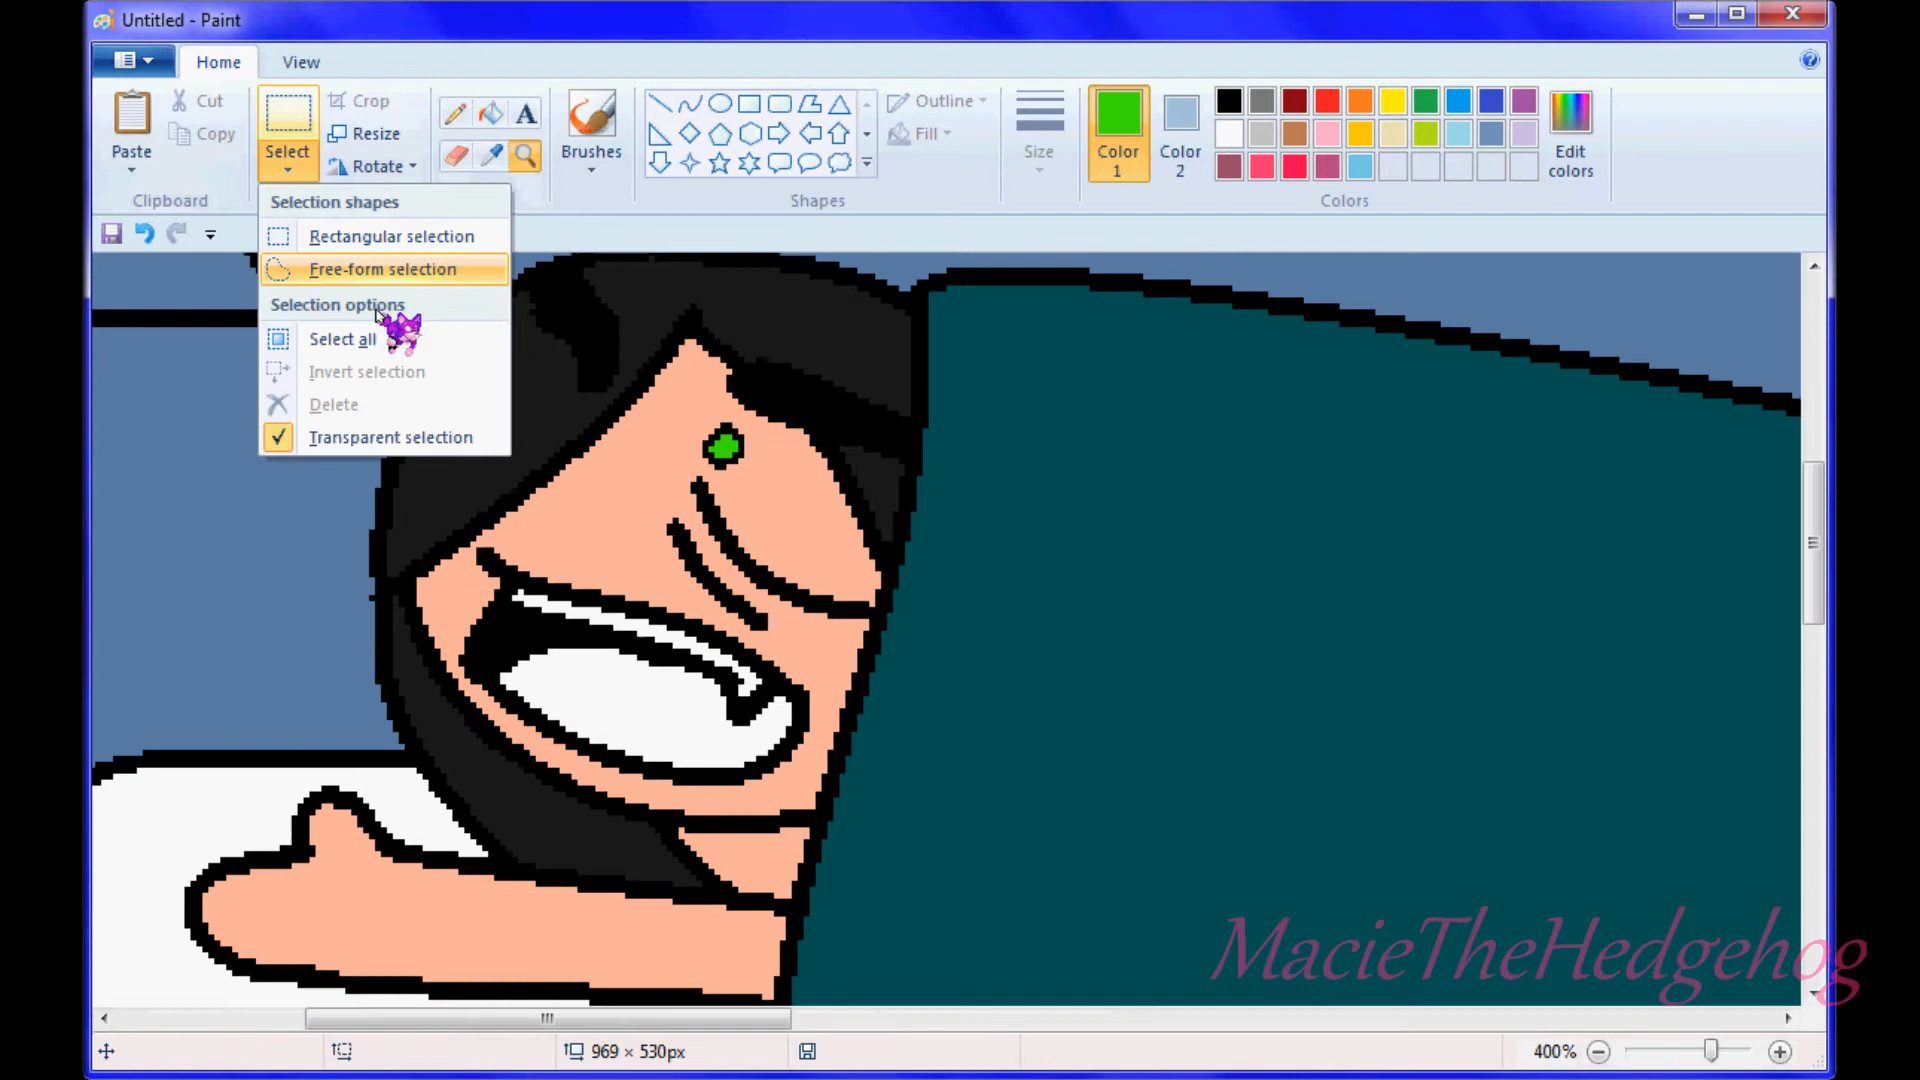 Untitled - Paint
Home View
Paste
Cut
Copy
Clipboard
Select
Crop
Resize
Rotate
A
Brushes
Shapes
Outline
Fill
Size
Color
1
Color
2
Colors
Edit
colors
Selection shapes
Rectangular selection
Free-form selection
Selection options
Select all
Invert selection
Delete
Transparent selection
MacieTheHedgehog
969 × 530px
400%